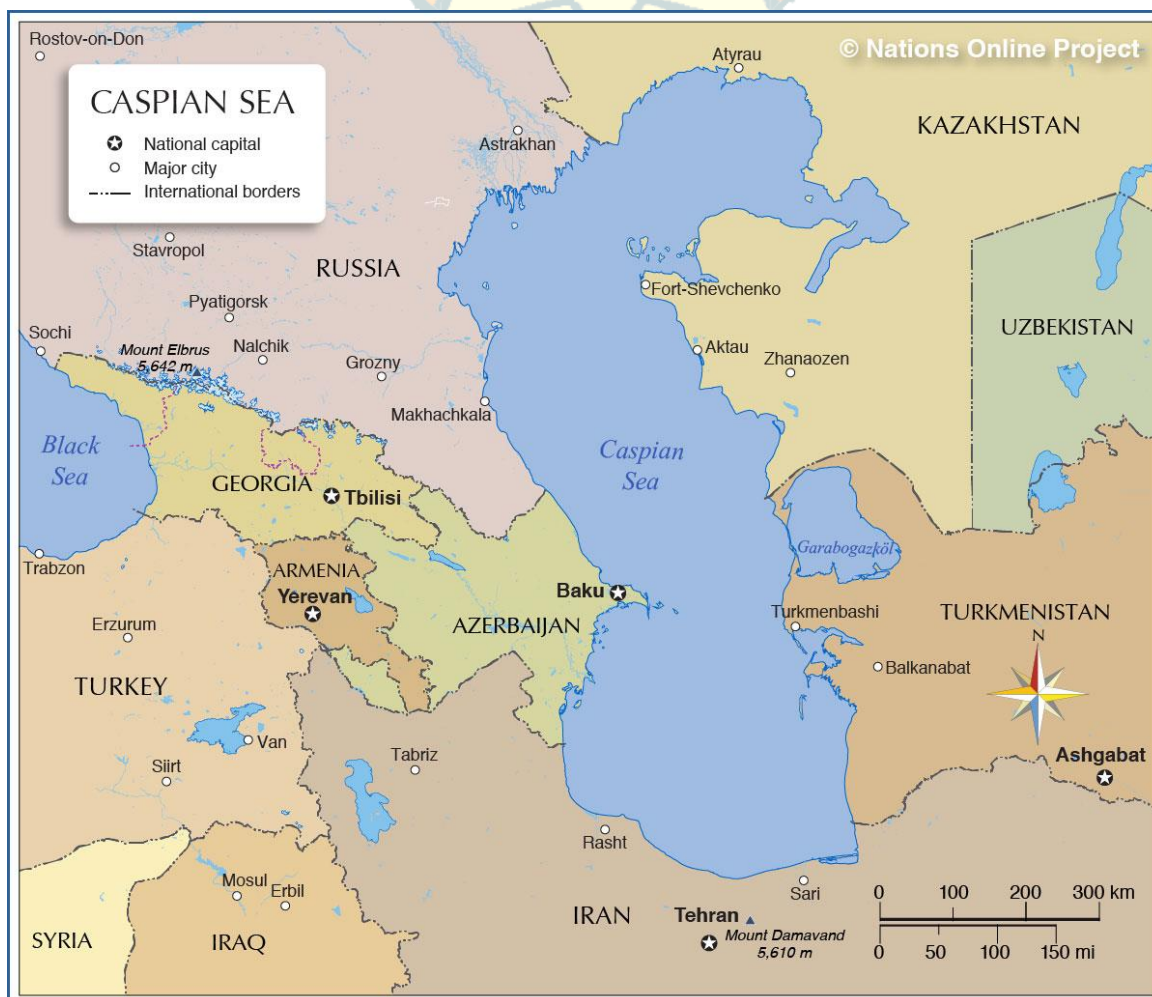 Rostov-on-Don
Atyrau
© Nations Online Project
CASPIAN SEA
National capital
Major city
International borders
Astrakhan
KAZAKHSTAN
Stavropol
RUSSIA
Fort-Shevchenko
Pyatigorsk
Sochi
Mount Elbrus
5,642 m
Nalchik
Grozny
Aktau
Zhanaozen
UZBEKISTAN
Makhachkala
Black
Sea
Caspian
Sea
GEORGIA
Tbilisi
Garabogazköl
Trabzon
ARMENIA
Yerevan
Baku
AZERBAIJAN
Turkmenbashi
TURKMENISTAN
Erzurum
N
Balkanabat
TURKEY
Van
Tabriz
Ashgabat
Siirt
Rasht
Sari
Mosul
Erbil
0 100 200 300 km
IRAN
Tehran
Mount Damavand
5,610 m
SYRIA
IRAQ
0 50 100 150 mi